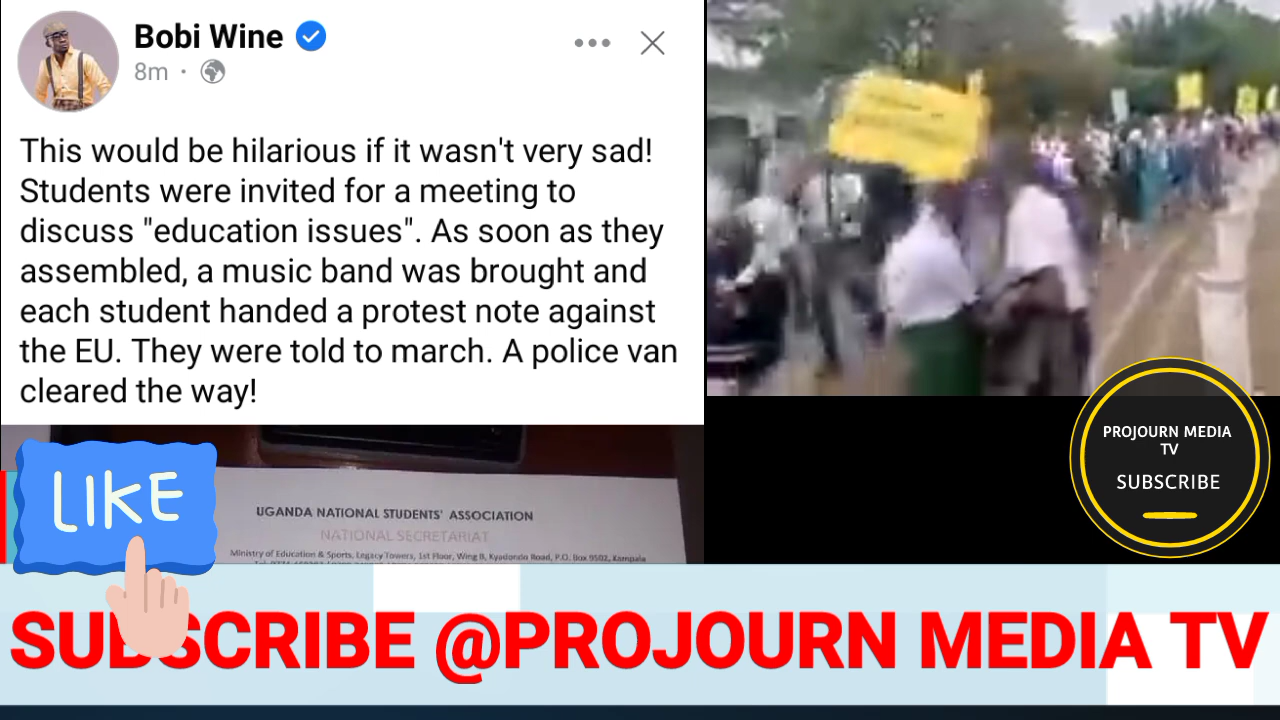 Bobi Wine
8m ·
This would be hilarious if it wasn't very sad!
Students were invited for a meeting to
discuss "education issues". As soon as they
assembled, a music band was brought and
each student handed a protest note against
the EU. They were told to march. A police van
cleared the way!
LIKE
UGANDA NATIONAL STUDENTS' ASSOCIATION
NATIONAL SECRETARIAT
Ministry of Education & Sports, Legacy Towers, 1st Floor, Wing B, Kyadondo Road, P.O. Box 9502, Kampala
PROJOURN MEDIA
TV
SUBSCRIBE
SUBSCRIBE @PROJOURN MEDIA TV